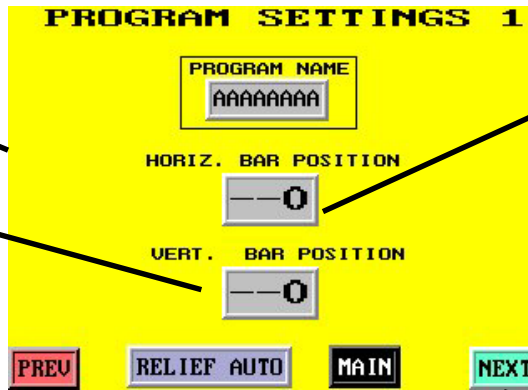 PROGRAM SETTINGS 1
PROGRAM NAME
AAAAAAAA
HORIZ. BAR POSITION
--0
VERT. BAR POSITION
--0
PREV RELIEF AUTO MAIN NEXT